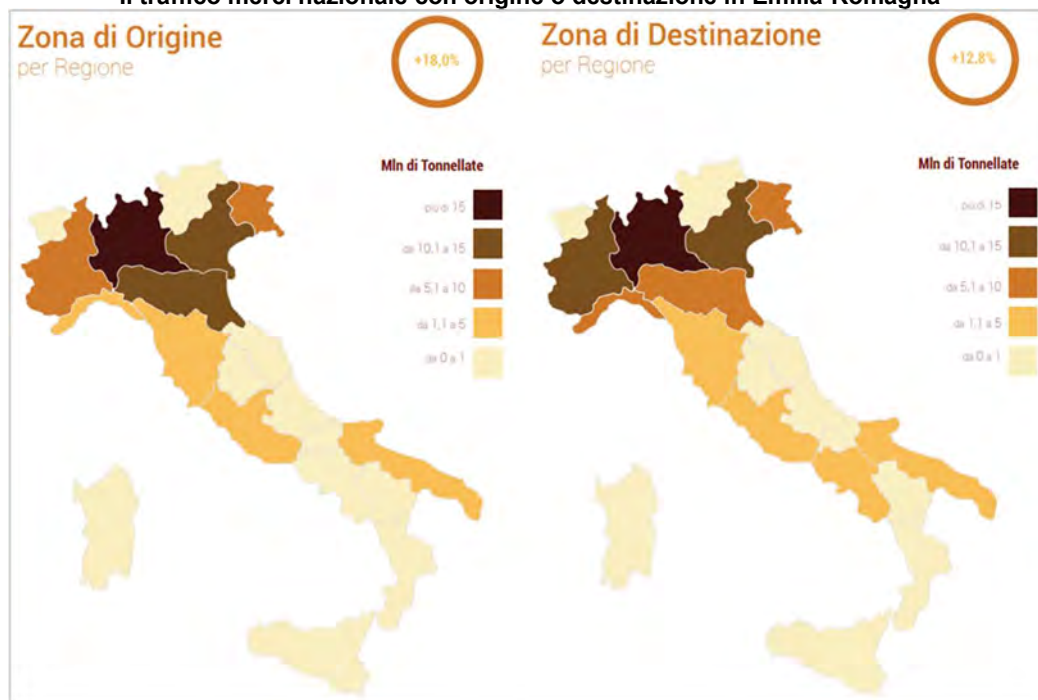 Il traffico merci nazionale con origine o destinazione in Emilia-Romagna
Zona di Origine
per Regione
+18,0%
Mln di Tonnellate
più di 15
da 10,1 a 15
da 5,1 a 10
da 1,1 a 5
da 0 a 1
Zona di Destinazione
per Regione
+12.8%
Mln di Tonnellate
più di 15
da 10,1 a 15
da 5,1 a 10
da 1,1 a 5
da 0 a 1